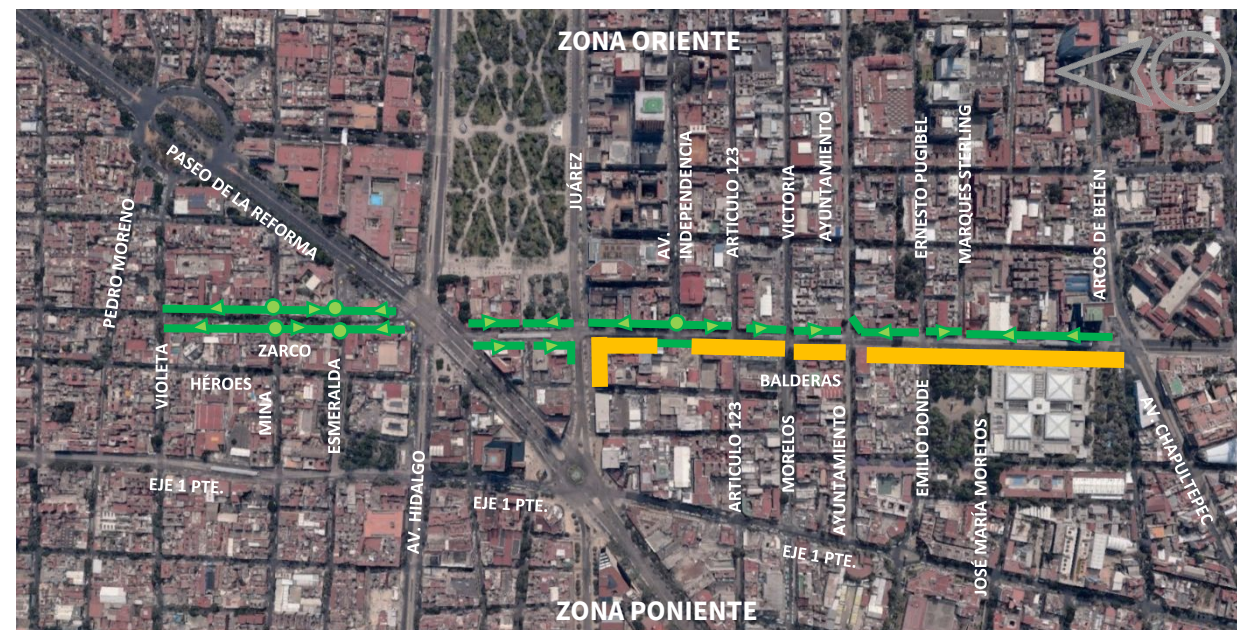 ZONA ORIENTE
PASEO DE LA REFORMA
PEDRO MORENO
JUÁREZ
AV.
INDEPENDENCIA
ARTICULO 123
VICTORIA
AYUNTAMIENTO
ERNESTO PUGIBEL
MARQUES STERLING
ARCOS DE BELÉN
VIOLETA
HÉROES
ZARCO
MINA
ESMERALDA
EJE 1 PTE.
AV. HIDALGO
EJE 1 PTE.
BALDERAS
ARTICULO 123
MORELOS
AYUNTAMIENTO
EJE 1 PTE.
EMILIO DONDE
JOSÉ MARÍA MORELOS
AV. CHAPULTEPEC
ZONA PONIENTE